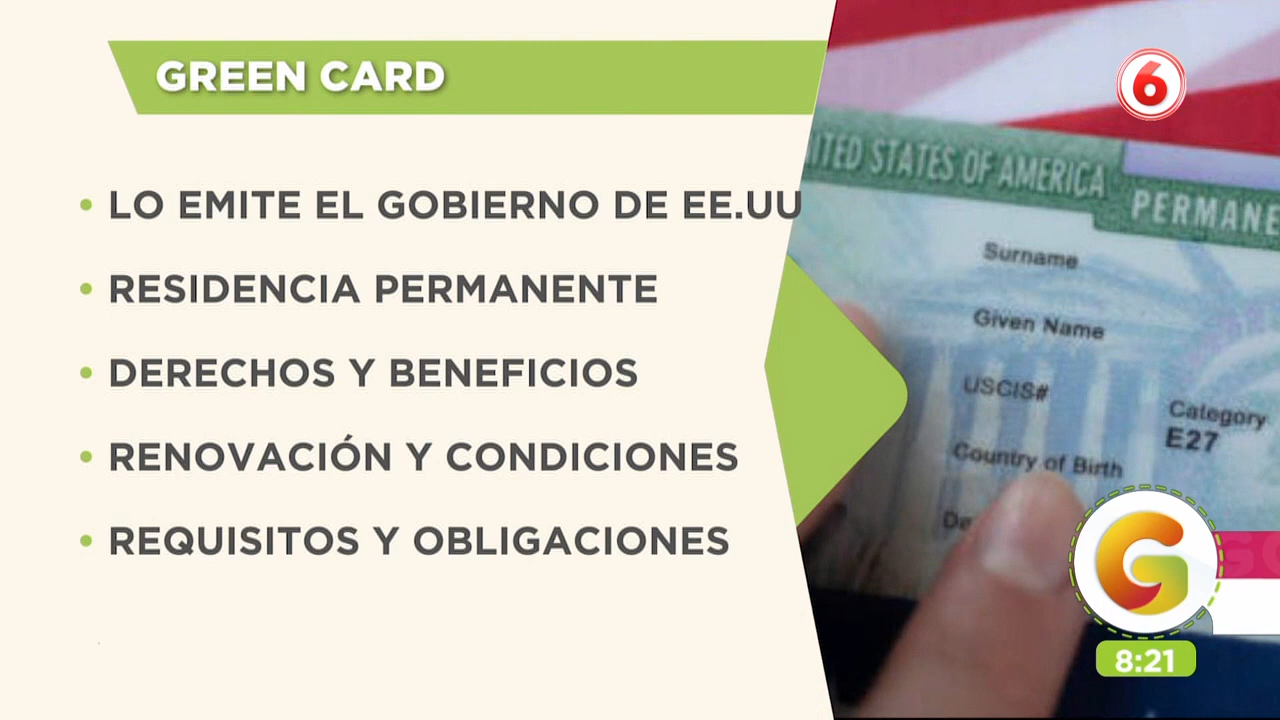 GREEN CARD
• LO EMITE EL GOBIERNO DE EE.UU
• RESIDENCIA PERMANENTE
• DERECHOS Y BENEFICIOS
• RENOVACIÓN Y CONDICIONES
• REQUISITOS Y OBLIGACIONES
6
ITED STATES OF AMERICA
PERMANE
Surname
Given Name
USCIS#
Category
E27
Country of Birth
G
8:21